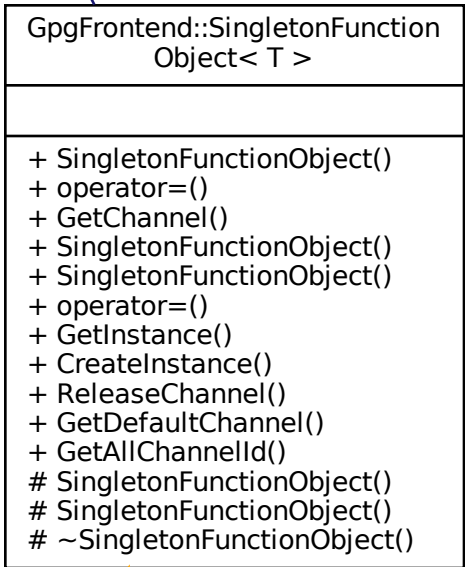 GpgFrontend::SingletonFunction
Object< T >
+ SingletonFunctionObject()
+ operator=()
+ GetChannel()
+ SingletonFunctionObject()
+ SingletonFunctionObject()
+ operator=()
+ GetInstance()
+ CreateInstance()
+ ReleaseChannel()
+ GetDefaultChannel()
+ GetAllChannelId()
# SingletonFunctionObject()
# SingletonFunctionObject()
# ~SingletonFunctionObject()